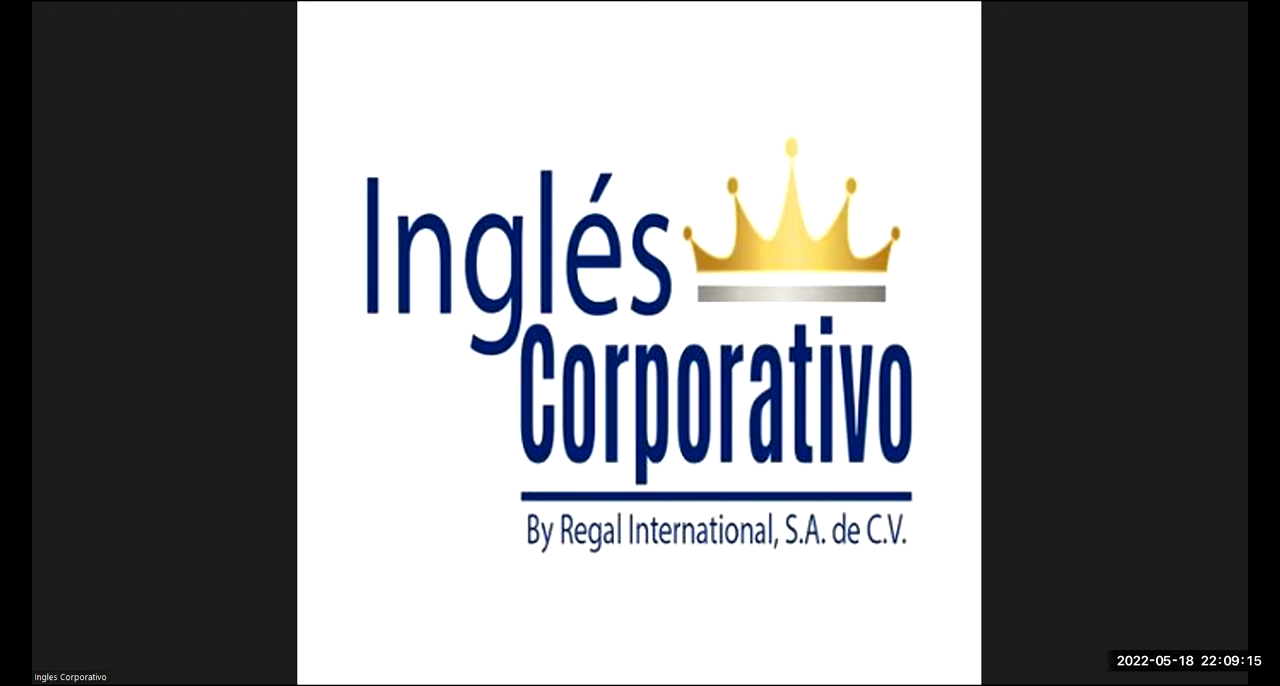 Inglés
Corporativo
By Regal International, S.A. de C.V.
2022-05-18 22:09:15
Ingles Corporativo